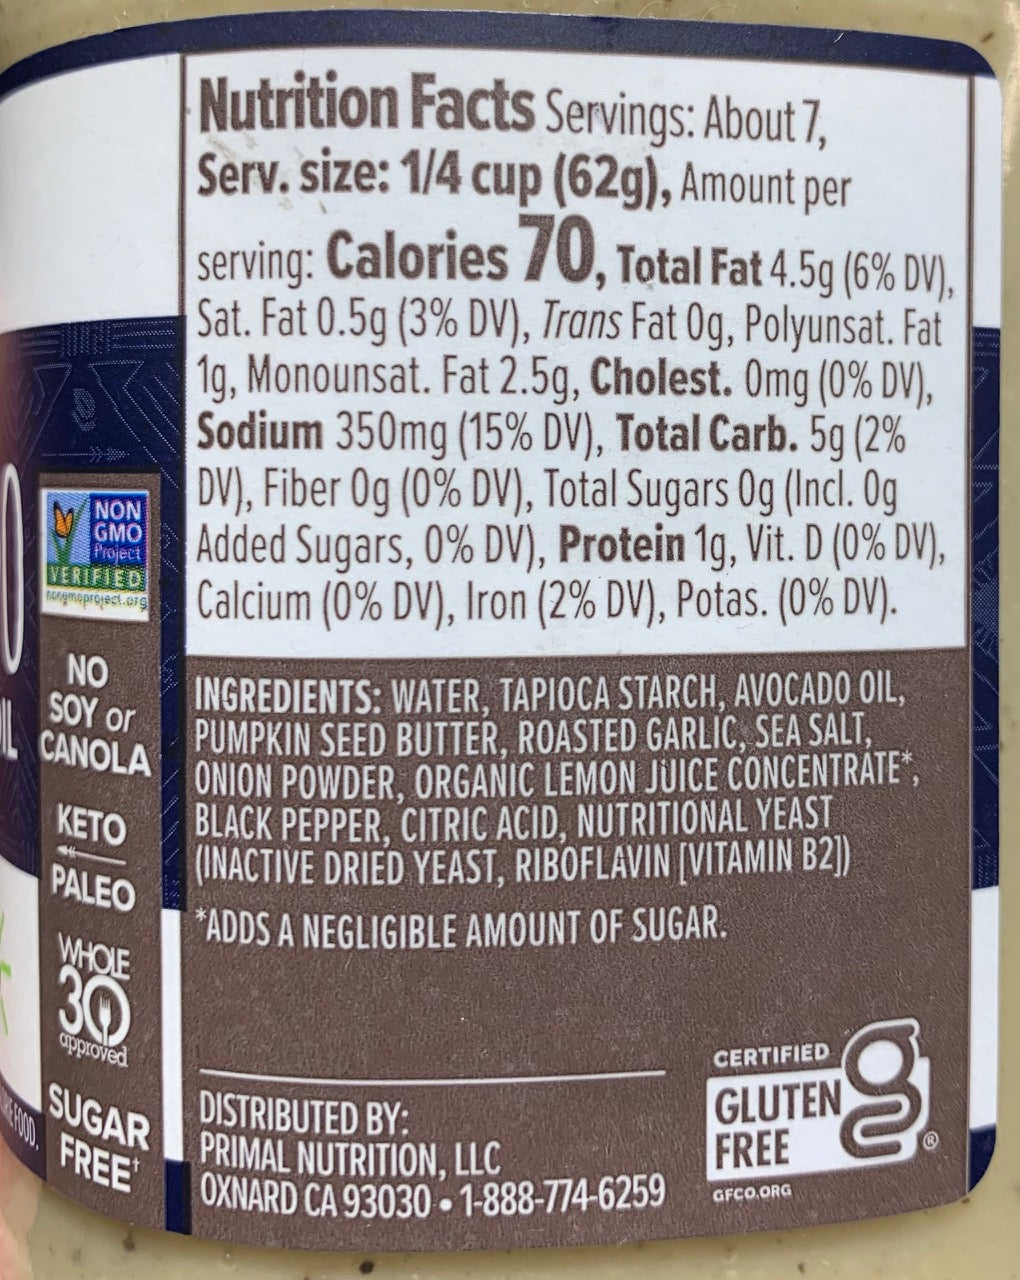 Nutrition Facts Servings: About 7,
Serv. size: 1/4 cup (62g), Amount per
serving: Calories 70, Total Fat 4.5g (6% DV),
Sat. Fat 0.5g (3% DV), Trans Fat 0g, Polyunsat. Fat
1g, Monounsat. Fat 2.5g, Cholest. 0mg (0% DV),
Sodium 350mg (15% DV), Total Carb. 5g (2%
DV), Fiber 0g (0% DV), Total Sugars 0g (Incl. 0g
Added Sugars, 0% DV), Protein 1g, Vit. D (0% DV),
Calcium (0% DV), Iron (2% DV), Potas. (0% DV).
INGREDIENTS: WATER, TAPIOCA STARCH, AVOCADO OIL,
PUMPKIN SEED BUTTER, ROASTED GARLIC, SEA SALT,
ONION POWDER, ORGANIC LEMON JUICE CONCENTRATE*,
BLACK PEPPER, CITRIC ACID, NUTRITIONAL YEAST
(INACTIVE DRIED YEAST, RIBOFLAVIN [VITAMIN B2])
*ADDS A NEGLIGIBLE AMOUNT OF SUGAR.
DISTRIBUTED BY:
PRIMAL NUTRITION, LLC
OXNARD CA 93030 • 1-888-774-6259
CERTIFIED
GLUTEN
FREE
g
®
GFCO.ORG
NON
GMO
Project
VERIFIED
nongmoproject.org
NO
SOY or
CANOLA
KETO
PALEO
WHOLE
30
approved
SUGAR
FREE†
FOOD.